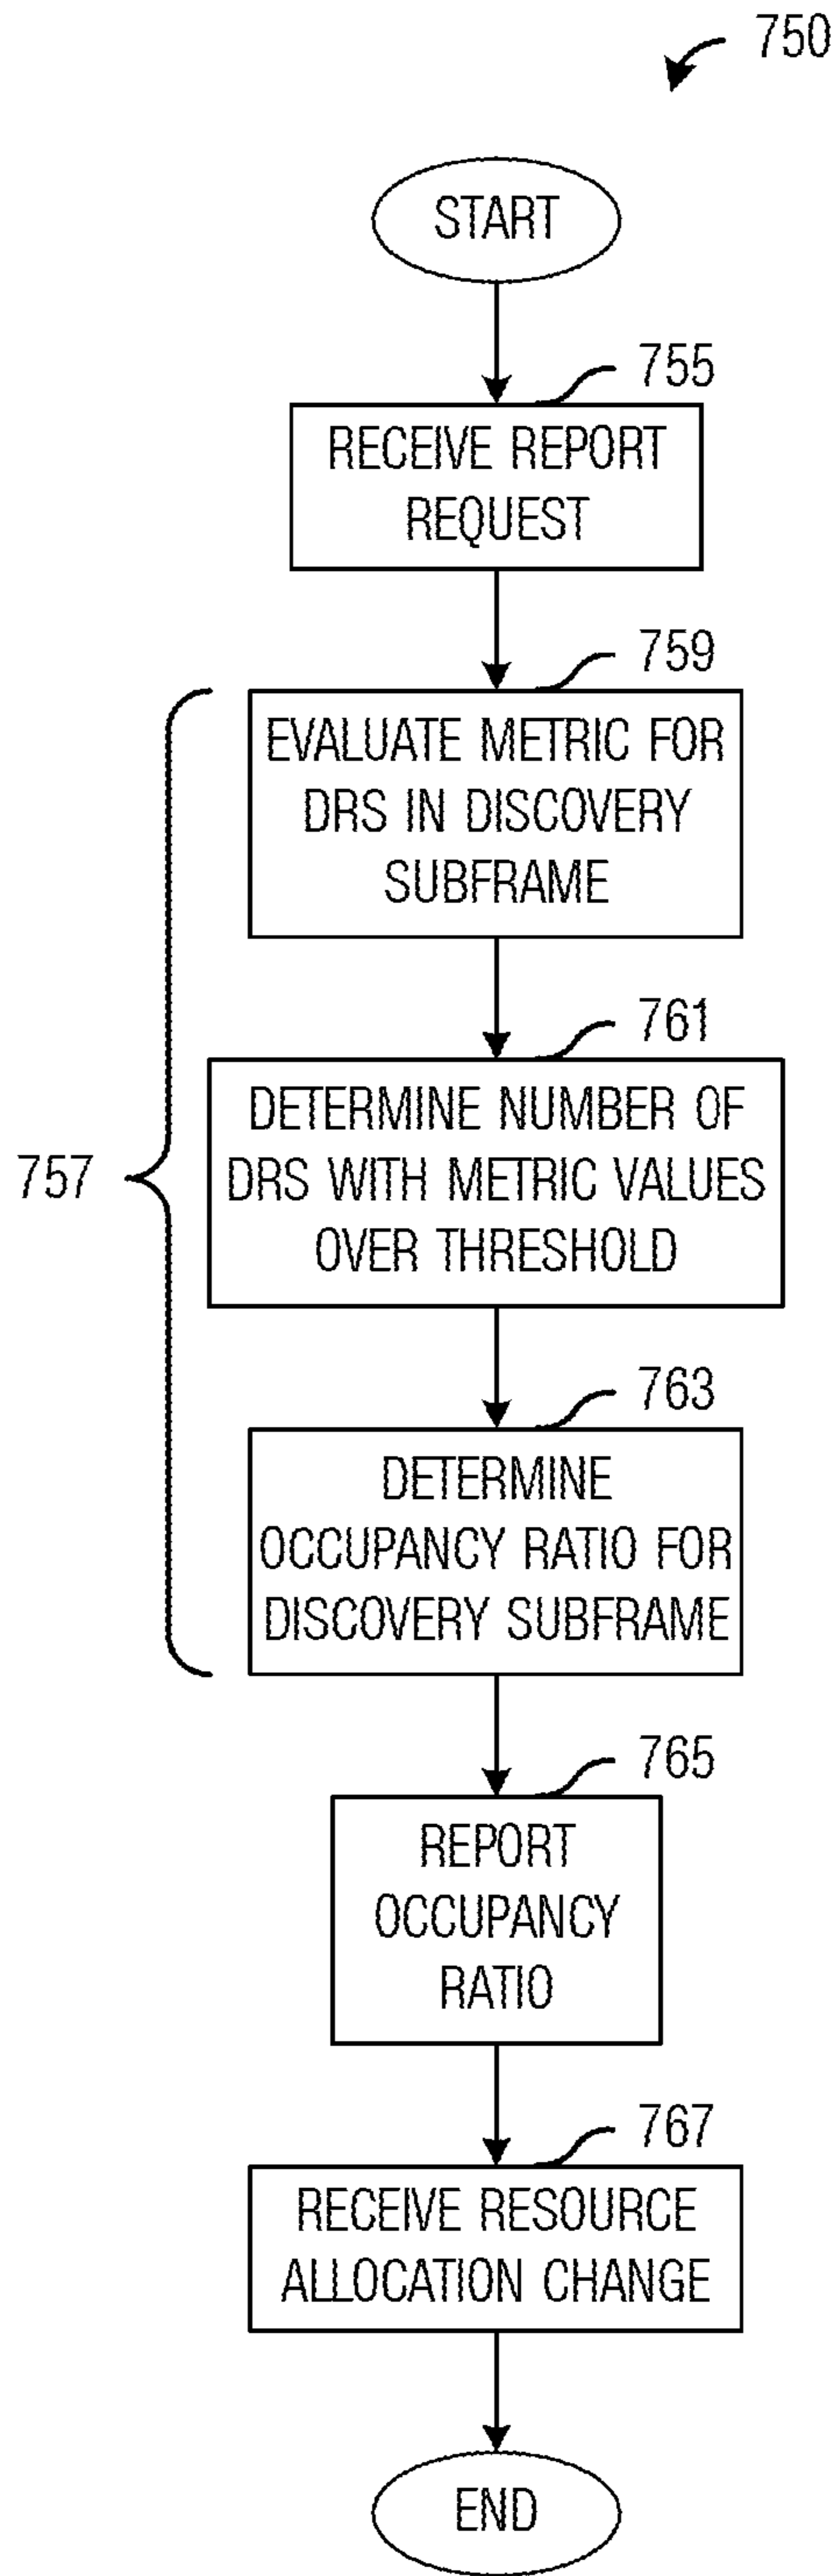 750
START
755
RECEIVE REPORT
REQUEST
759
EVALUATE METRIC FOR
DRS IN DISCOVERY
SUBFRAME
761
DETERMINE NUMBER OF
DRS WITH METRIC VALUES
OVER THRESHOLD
757
763
DETERMINE
OCCUPANCY RATIO FOR
DISCOVERY SUBFRAME
765
REPORT
OCCUPANCY
RATIO
767
RECEIVE RESOURCE
ALLOCATION CHANGE
END